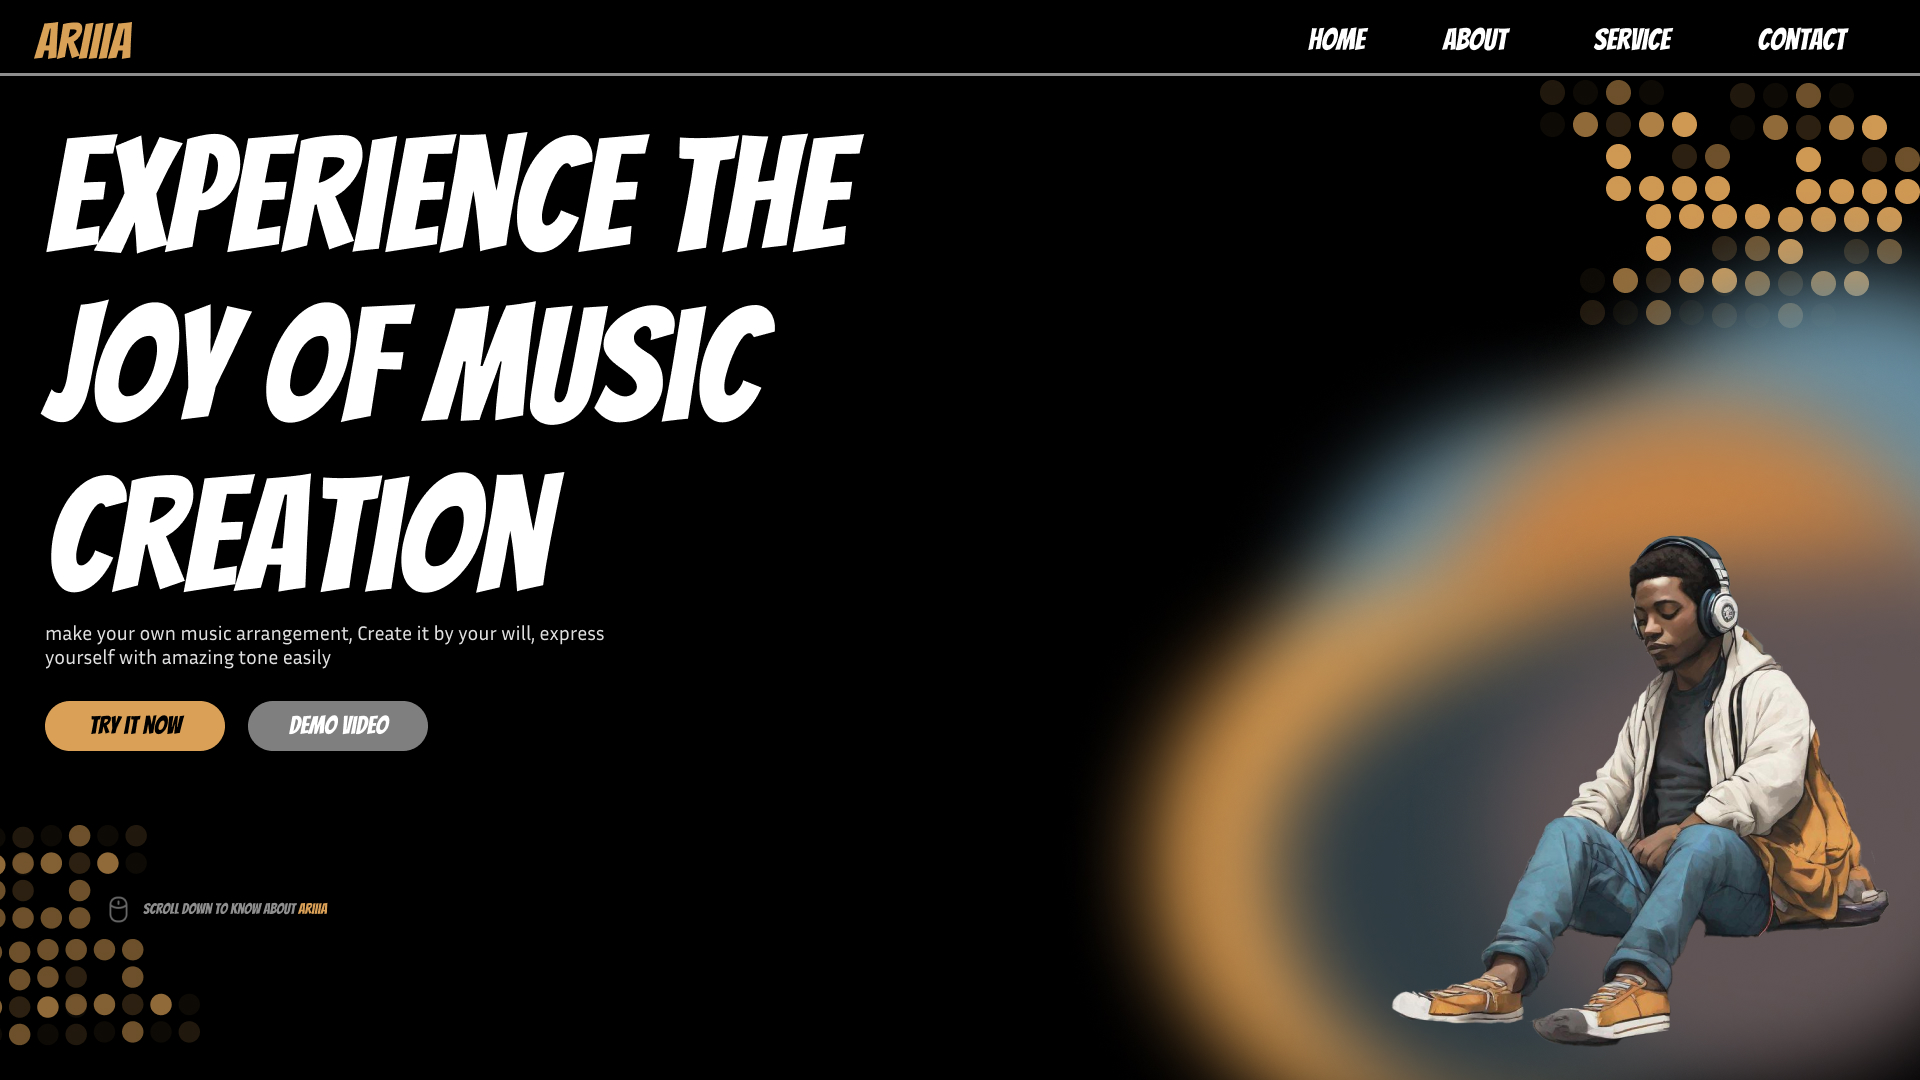 ARIIIA
HOME ABOUT SERVICE CONTACT
EXPERIENCE THE
JOY OF MUSIC
CREATION
make your own music arrangement, Create it by your will, express
yourself with amazing tone easily
TRY IT NOW DEMO VIDEO
SCROLL DOWN TO KNOW ABOUT ARIIIA